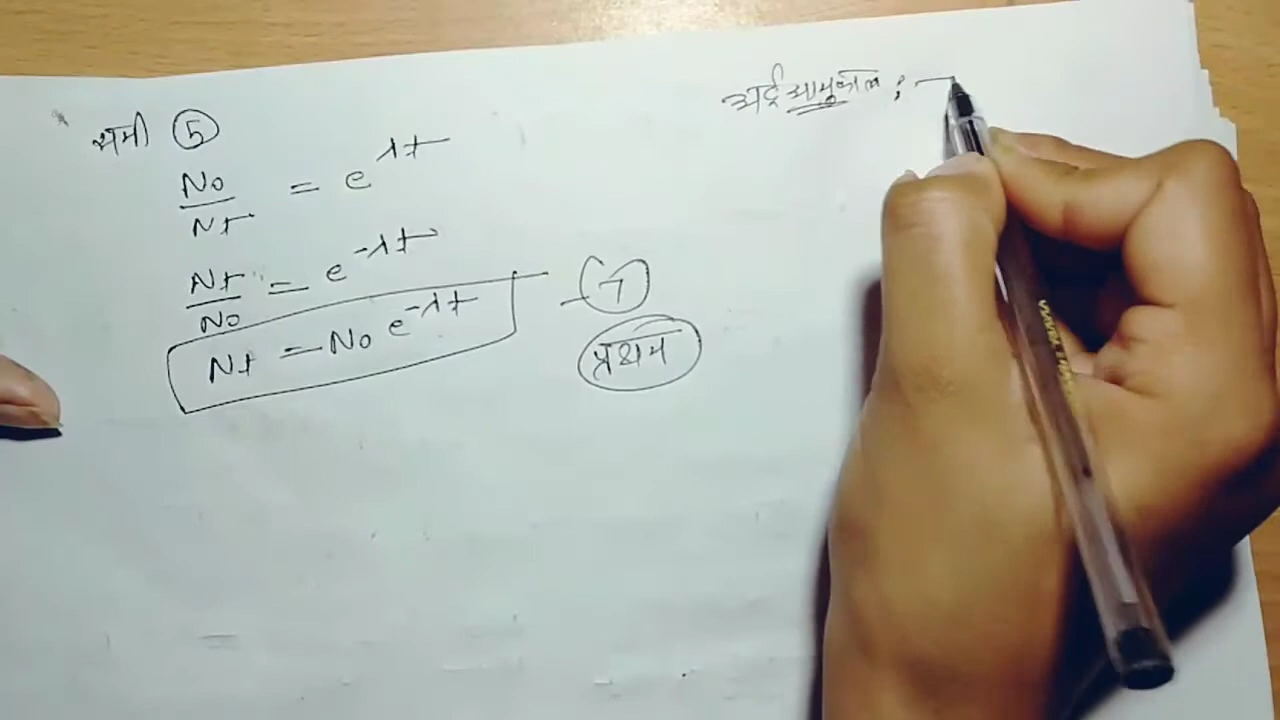 समी ⑤
No/Nt = e^λt
Nt/No = e^-λt
Nt = No e^-λt - ⑦
प्रथम
अर्द्ध आयुकाल : -